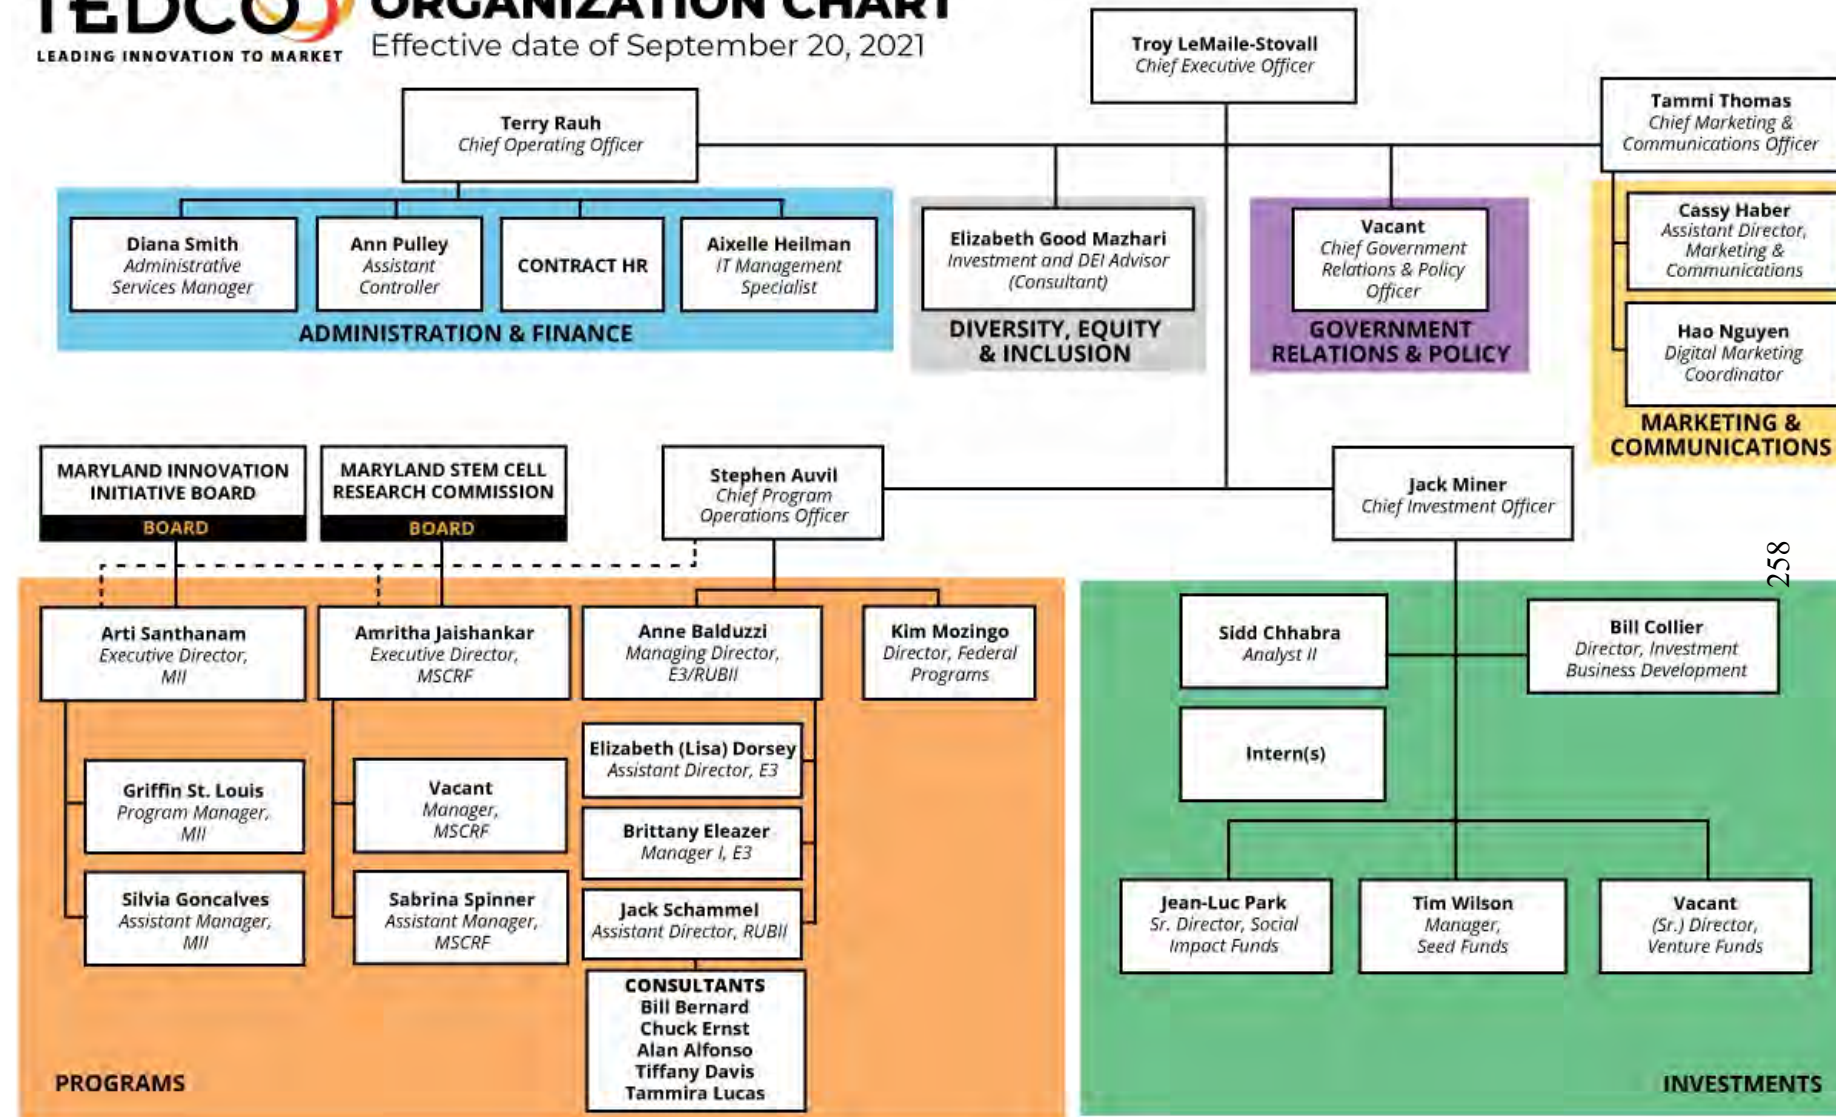 TEDCO
LEADING INNOVATION TO MARKET
ORGANIZATION CHART
Effective date of September 20, 2021
Troy LeMaile-Stovall
Chief Executive Officer
Terry Rauh
Chief Operating Officer
Tammi Thomas
Chief Marketing &
Communications Officer
Diana Smith
Administrative
Services Manager
Ann Pulley
Assistant
Controller
CONTRACT HR
Aixelle Heilman
IT Management
Specialist
ADMINISTRATION & FINANCE
Elizabeth Good Mazhari
Investment and DEI Advisor
(Consultant)
DIVERSITY, EQUITY
& INCLUSION
Vacant
Chief Government
Relations & Policy
Officer
GOVERNMENT
RELATIONS & POLICY
Cassy Haber
Assistant Director,
Marketing &
Communications
Hao Nguyen
Digital Marketing
Coordinator
MARKETING &
COMMUNICATIONS
MARYLAND INNOVATION
INITIATIVE BOARD
BOARD
MARYLAND STEM CELL
RESEARCH COMMISSION
BOARD
Stephen Auvil
Chief Program
Operations Officer
Jack Miner
Chief Investment Officer
258
Arti Santhanam
Executive Director,
MII
Amritha Jaishankar
Executive Director,
MSCRF
Anne Balduzzi
Managing Director,
E3/RUBII
Kim Mozingo
Director, Federal
Programs
Griffin St. Louis
Program Manager,
MII
Silvia Goncalves
Assistant Manager,
MII
Vacant
Manager,
MSCRF
Sabrina Spinner
Assistant Manager,
MSCRF
Elizabeth (Lisa) Dorsey
Assistant Director, E3
Brittany Eleazer
Manager I, E3
Jack Schammel
Assistant Director, RUBII
CONSULTANTS
Bill Bernard
Chuck Ernst
Alan Alfonso
Tiffany Davis
Tammira Lucas
PROGRAMS
Sidd Chhabra
Analyst II
Bill Collier
Director, Investment
Business Development
Intern(s)
Jean-Luc Park
Sr. Director, Social
Impact Funds
Tim Wilson
Manager,
Seed Funds
Vacant
(Sr.) Director,
Venture Funds
INVESTMENTS